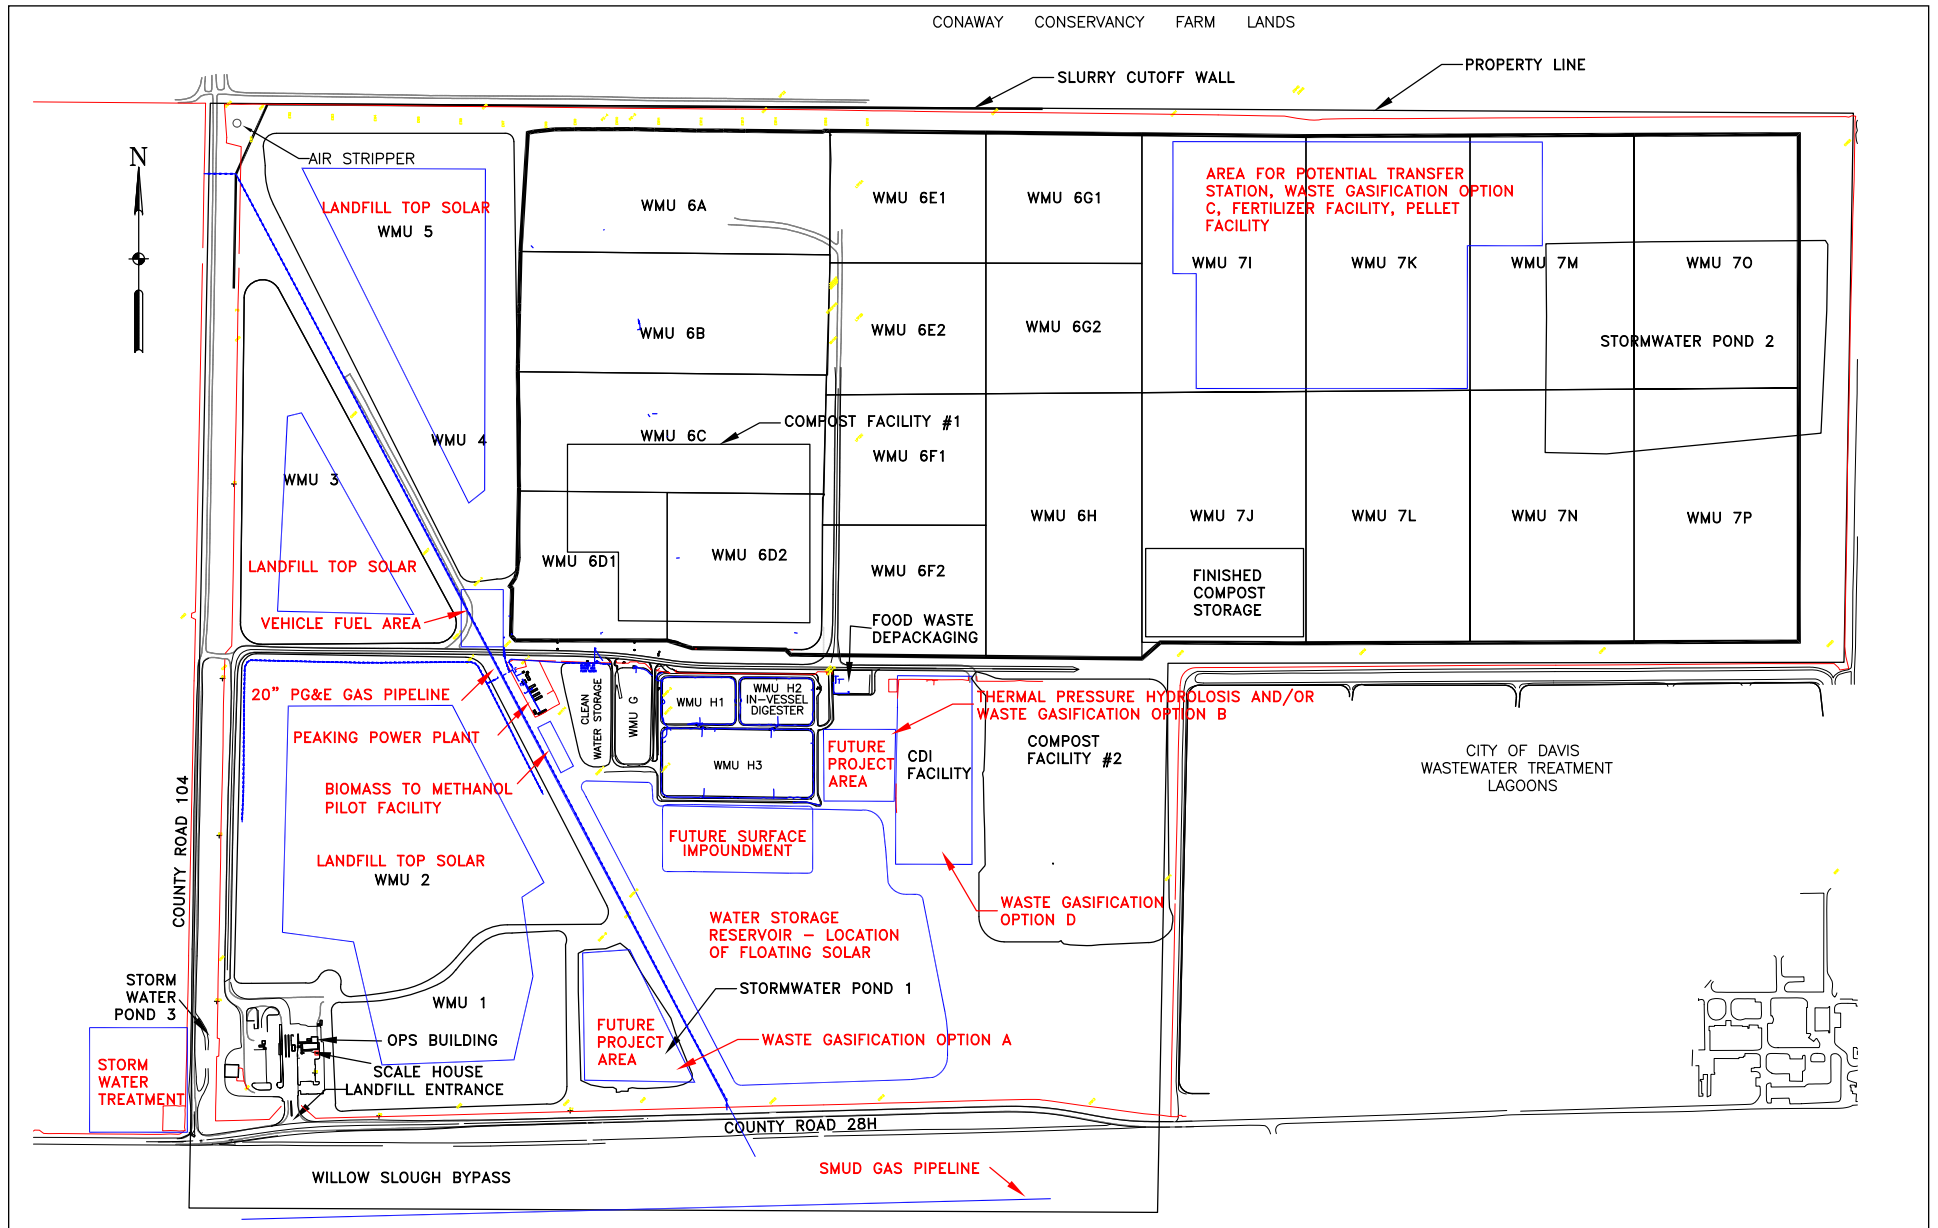 CONAWAY CONSERVANCY FARM LANDS
SLURRY CUTOFF WALL
PROPERTY LINE
N
AIR STRIPPER
LANDFILL TOP SOLAR
WMU 5
WMU 6A
WMU 6E1
WMU 6G1
AREA FOR POTENTIAL TRANSFER
STATION, WASTE GASIFICATION OPTION
C, FERTILIZER FACILITY, PELLET
FACILITY
WMU 7I
WMU 7K
WMU 7M
WMU 7O
WMU 6B
WMU 6E2
WMU 6G2
STORMWATER POND 2
COMPOST FACILITY #1
WMU 4
WMU 6C
WMU 6F1
WMU 3
WMU 6H
WMU 7J
WMU 7L
WMU 7N
WMU 7P
LANDFILL TOP SOLAR
WMU 6D1
WMU 6D2
WMU 6F2
FINISHED
COMPOST
STORAGE
VEHICLE FUEL AREA
FOOD WASTE
DEPACKAGING
20" PG&E GAS PIPELINE
CLEAN
WATER STORAGE
WMU G
WMU H1
WMU H2
IN-VESSEL
DIGESTER
THERMAL PRESSURE HYDROLOSIS AND/OR
WASTE GASIFICATION OPTION B
PEAKING POWER PLANT
WMU H3
FUTURE
PROJECT
AREA
CDI
FACILITY
COMPOST
FACILITY #2
CITY OF DAVIS
WASTEWATER TREATMENT
LAGOONS
BIOMASS TO METHANOL
PILOT FACILITY
COUNTY ROAD 104
FUTURE SURFACE
IMPOUNDMENT
LANDFILL TOP SOLAR
WMU 2
WASTE GASIFICATION
OPTION D
WATER STORAGE
RESERVOIR - LOCATION
OF FLOATING SOLAR
STORM
WATER
POND 3
WMU 1
STORMWATER POND 1
FUTURE
PROJECT
AREA
WASTE GASIFICATION OPTION A
OPS BUILDING
SCALE HOUSE
LANDFILL ENTRANCE
STORM
WATER
TREATMENT
COUNTY ROAD 28H
WILLOW SLOUGH BYPASS
SMUD GAS PIPELINE